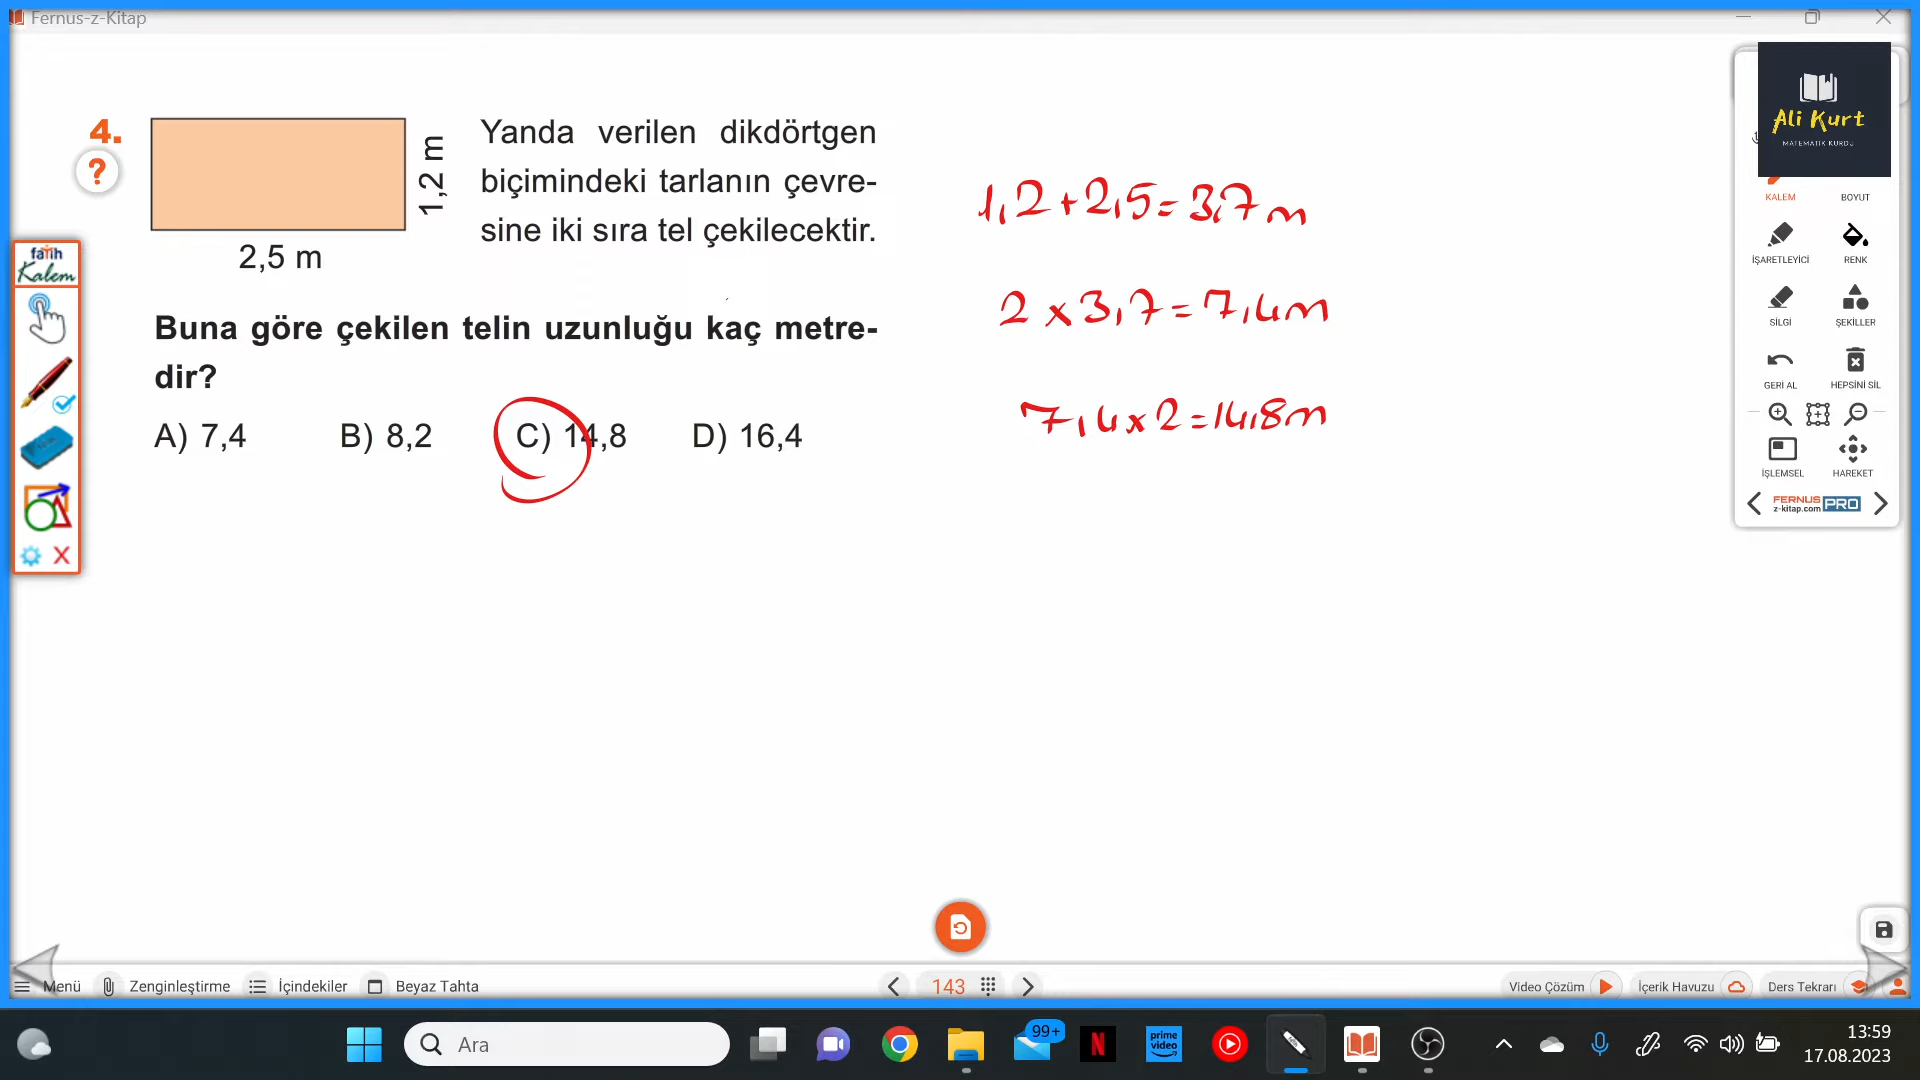 Fernus-z-Kitap
4.
?
1,2 m
2,5 m
Yanda verilen dikdörtgen
biçimindeki tarlanın çevre-
sine iki sıra tel çekilecektir.
Buna göre çekilen telin uzunluğu kaç metre-
dir?
A) 7,4 B) 8,2 C) 14,8 D) 16,4
1,2+2,5=3,7m
2x3,7=7,4m
7,4x2=14,8m
fatih
Kalem
Ali Kurt
MATEMATİK KURDU
KALEM BOYUT
İŞARETLEYİCİ RENK
SİLGİ ŞEKİLLER
GERİ AL HEPSİNİ SİL
İŞLEMSEL HAREKET
FERNUS
z-kitap.com PRO
Menü Zenginleştirme İçindekiler Beyaz Tahta 143 Video Çözüm İçerik Havuzu Ders Tekrarı
Ara
99+
N
prime
video
13:59
17.08.2023